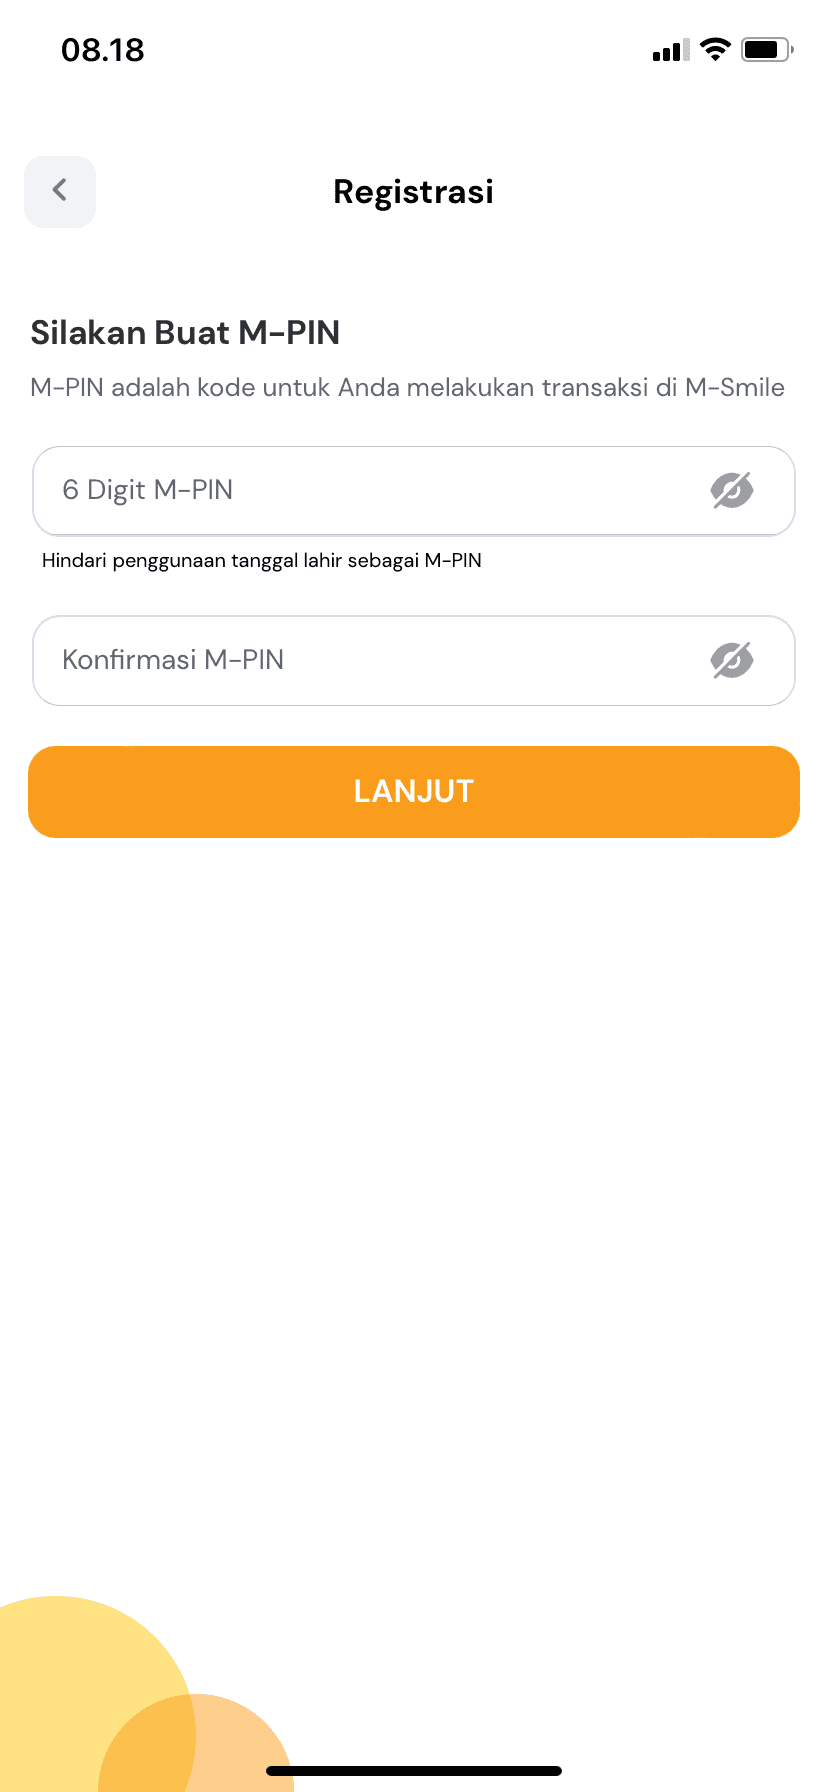 08.18
Registrasi
Silakan Buat M-PIN
M-PIN adalah kode untuk Anda melakukan transaksi di M-Smile
6 Digit M-PIN
Hindari penggunaan tanggal lahir sebagai M-PIN
Konfirmasi M-PIN
LANJUT